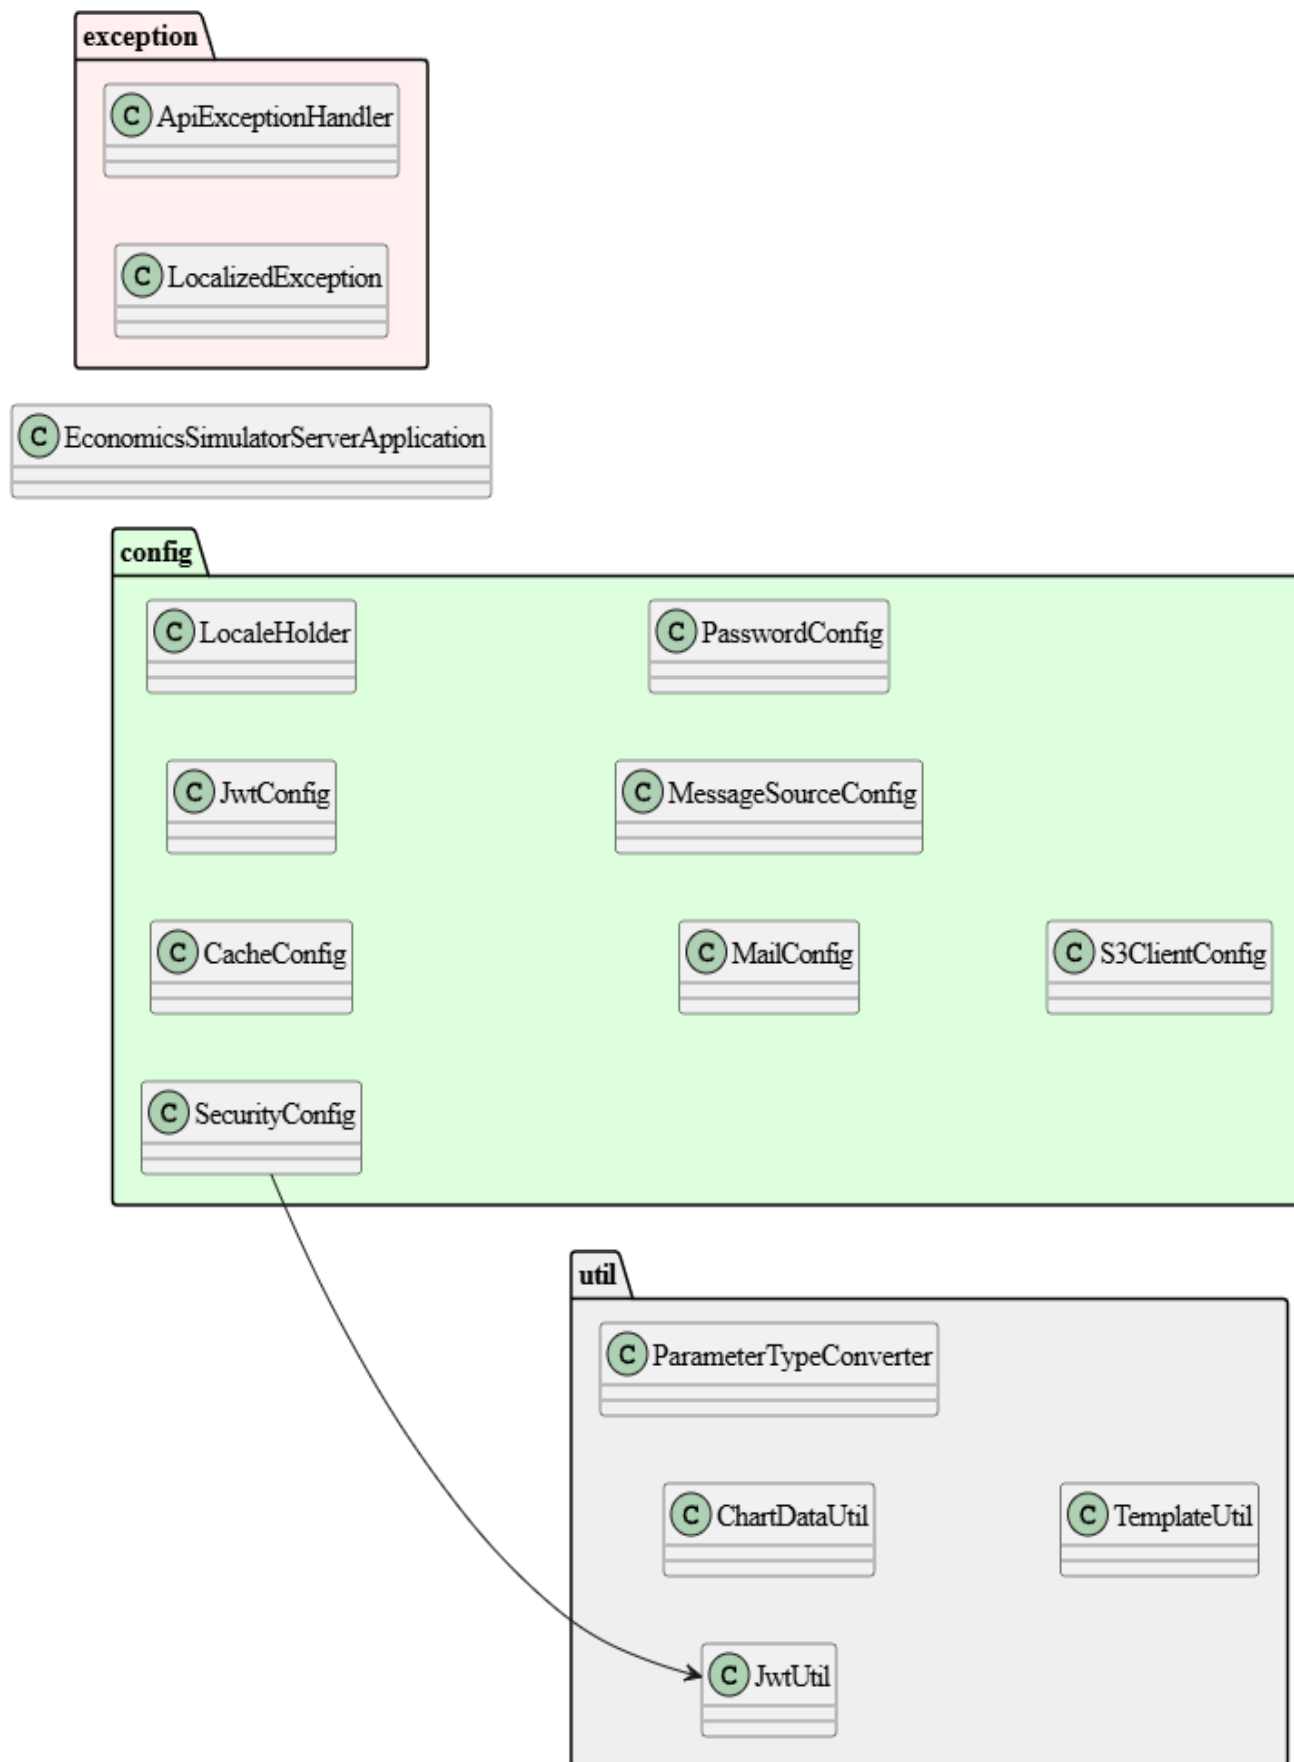 exception
C ApiExceptionHandler
C LocalizedException
C EconomicsSimulatorServerApplication
config
C LocaleHolder
C PasswordConfig
C JwtConfig
C MessageSourceConfig
C CacheConfig
C MailConfig
C S3ClientConfig
C SecurityConfig
util
C ParameterTypeConverter
C ChartDataUtil
C TemplateUtil
C JwtUtil